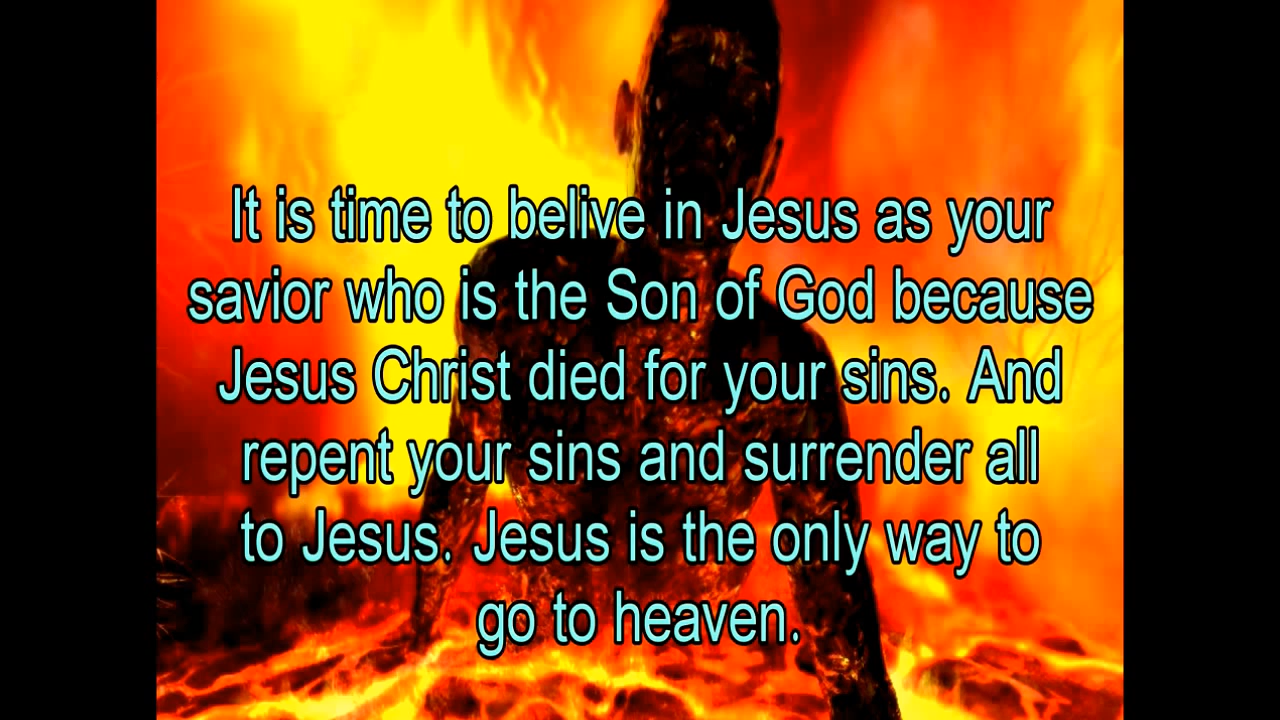 It is time to belive in Jesus as your
savior who is the Son of God because
Jesus Christ died for your sins. And
repent your sins and surrender all
to Jesus. Jesus is the only way to
go to heaven.